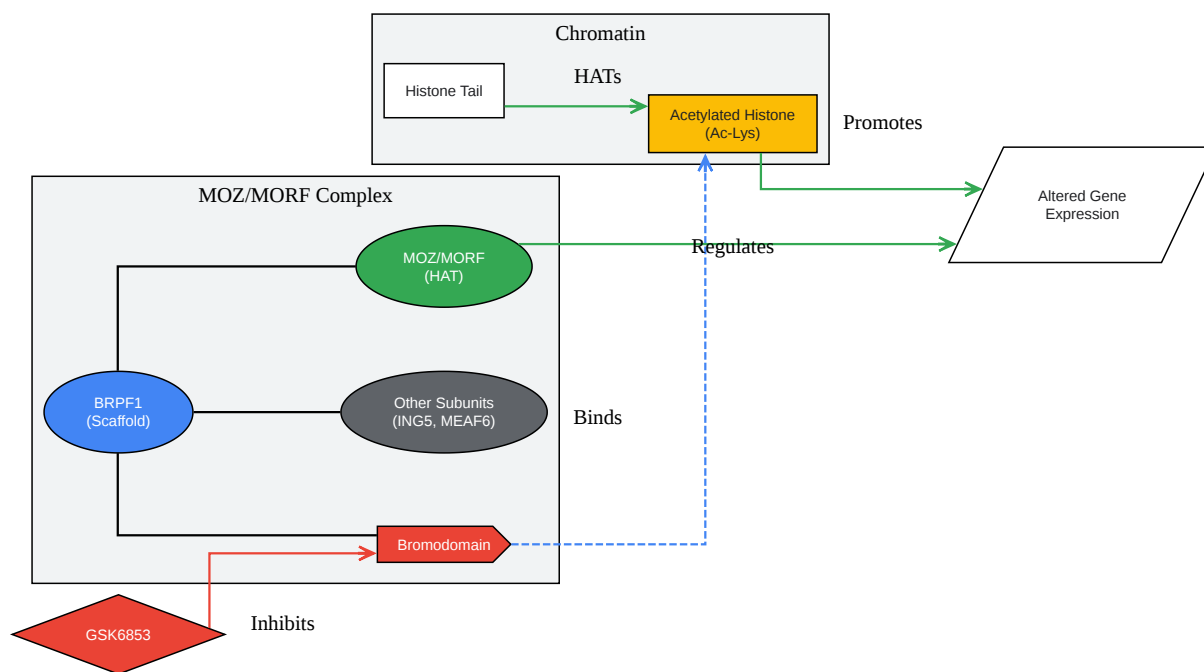 Chromatin
HATs
Histone Tail
Acetylated Histone
(Ac-Lys)
Promotes
MOZ/MORF Complex
Altered Gene
Expression
MOZ/MORF
(HAT)
Regulates
BRPF1
(Scaffold)
Other Subunits
(ING5, MEAF6)
Binds
Bromodomain
Inhibits
GSK6853